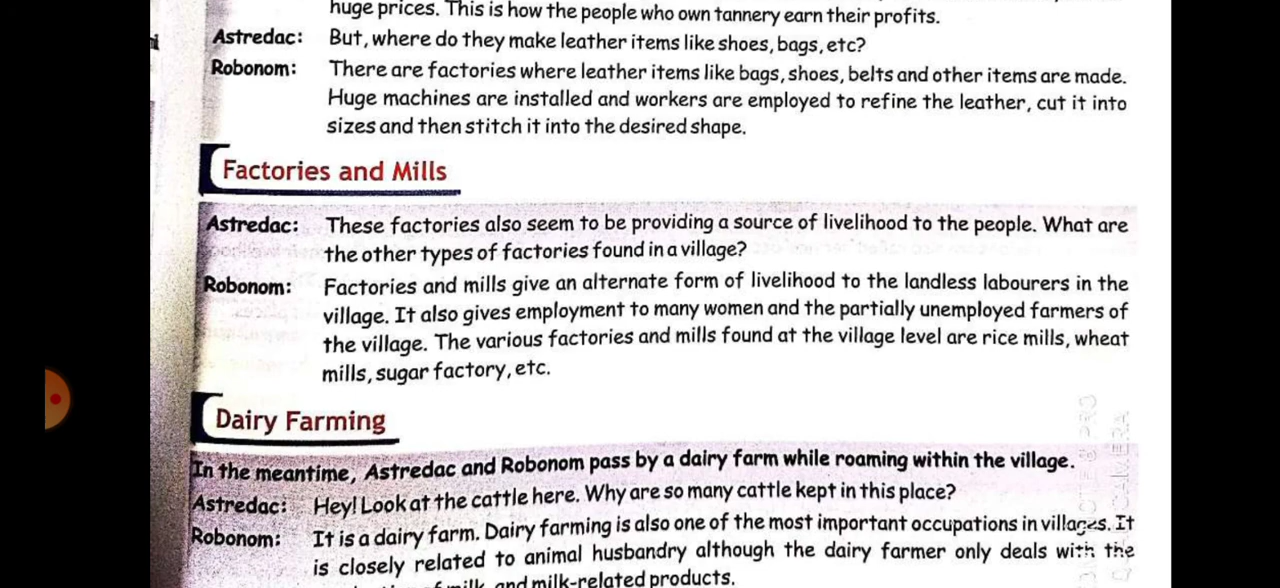 huge prices. This is how the people who own tannery earn their profits.
Astredac: But, where do they make leather items like shoes, bags, etc?
Robonom: There are factories where leather items like bags, shoes, belts and other items are made.
Huge machines are installed and workers are employed to refine the leather, cut it into
sizes and then stitch it into the desired shape.
Factories and Mills
Astredac: These factories also seem to be providing a source of livelihood to the people. What are
the other types of factories found in a village?
Robonom: Factories and mills give an alternate form of livelihood to the landless labourers in the
village. It also gives employment to many women and the partially unemployed farmers of
the village. The various factories and mills found at the village level are rice mills, wheat
mills, sugar factory, etc.
Dairy Farming
In the meantime, Astredac and Robonom pass by a dairy farm while roaming within the village.
Astredac: Hey! Look at the cattle here. Why are so many cattle kept in this place?
Robonom: It is a dairy farm. Dairy farming is also one of the most important occupations in villages. It
is closely related to animal husbandry although the dairy farmer only deals with the
milk and milk-related products.